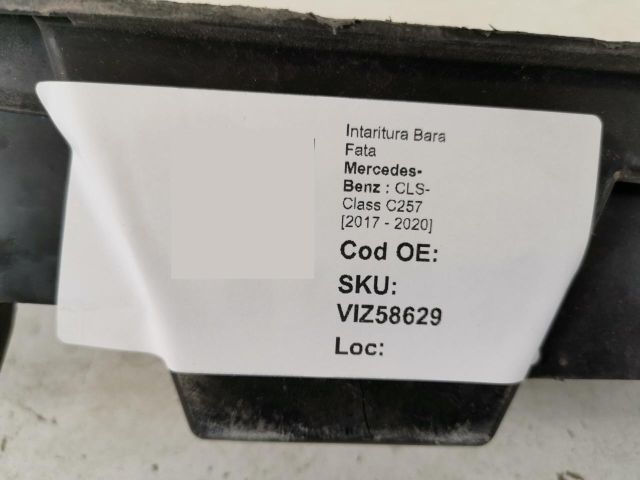 Intaritura Bara
Fata
Mercedes-
Benz : CLS-
Class C257
[2017 - 2020]
Cod OE:
SKU:
VIZ58629
Loc: